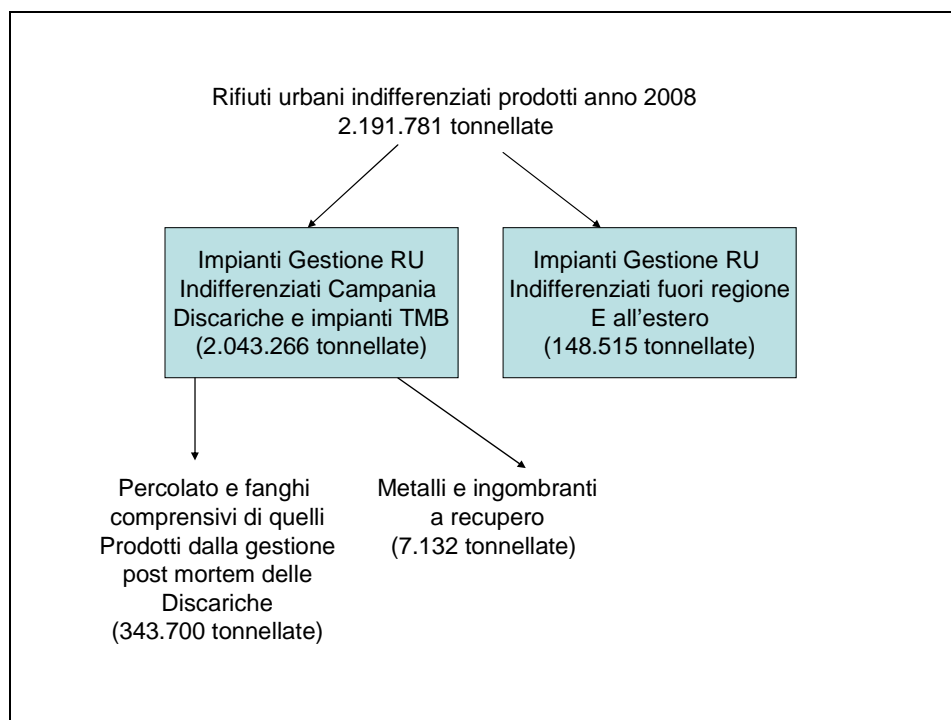 Rifiuti urbani indifferenziati prodotti anno 2008
2.191.781 tonnellate
Impianti Gestione RU
Indifferenziati Campania
Discariche e impianti TMB
(2.043.266 tonnellate)
Impianti Gestione RU
Indifferenziati fuori regione
E all'estero
(148.515 tonnellate)
Percolato e fanghi
comprensivi di quelli
Prodotti dalla gestione
post mortem delle
Discariche
(343.700 tonnellate)
Metalli e ingombranti
a recupero
(7.132 tonnellate)